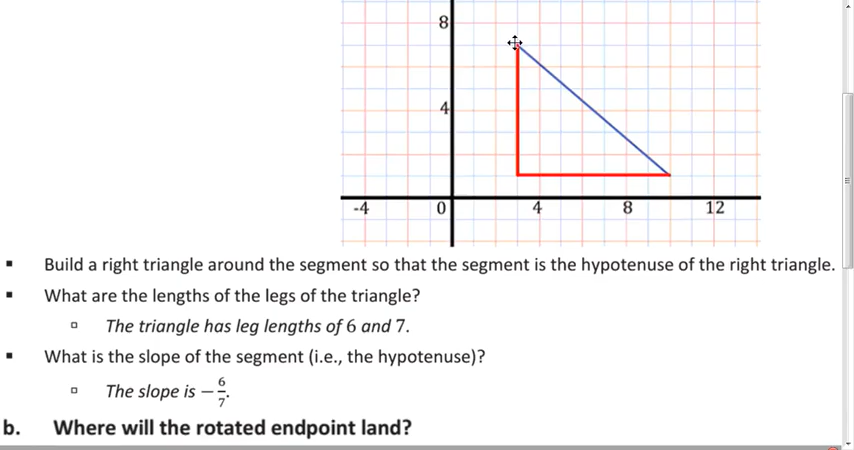 8
4
-4 0 4 8 12
▪ Build a right triangle around the segment so that the segment is the hypotenuse of the right triangle.
▪ What are the lengths of the legs of the triangle?
▫ The triangle has leg lengths of 6 and 7.
▪ What is the slope of the segment (i.e., the hypotenuse)?
▫ The slope is −6/7.
b. Where will the rotated endpoint land?